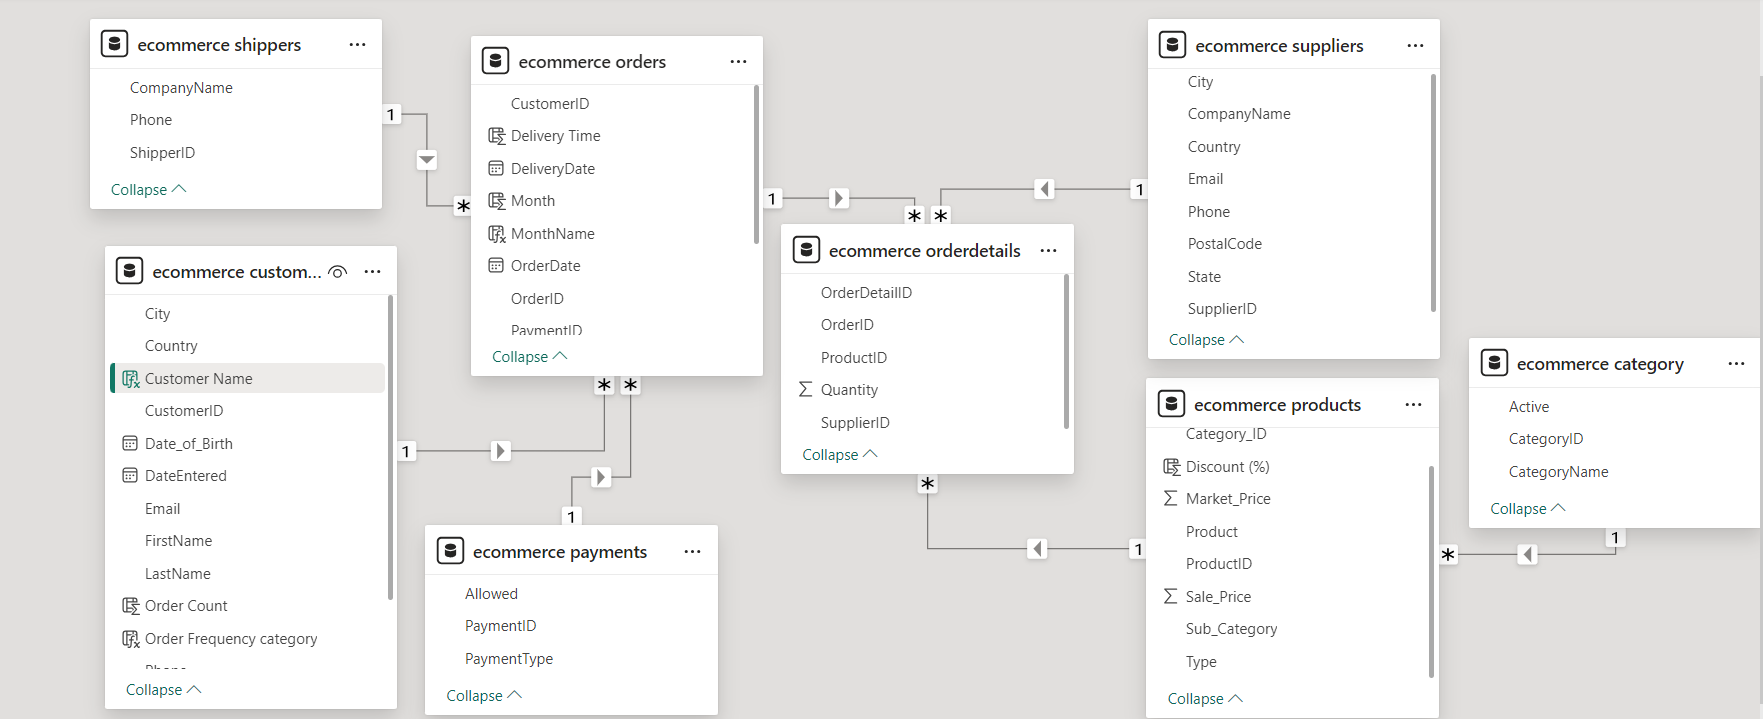 ecommerce shippers
CompanyName
Phone
ShipperID
Collapse
1
*
ecommerce custom...
City
Country
Customer Name
CustomerID
Date_of_Birth
DateEntered
Email
FirstName
LastName
Order Count
Order Frequency category
Phone
Collapse
1
*
ecommerce orders
CustomerID
Delivery Time
DeliveryDate
Month
MonthName
OrderDate
OrderID
PaymentID
Collapse
1
*
*
ecommerce payments
Allowed
PaymentID
PaymentType
Collapse
1
*
ecommerce orderdetails
OrderDetailID
OrderID
ProductID
Σ Quantity
SupplierID
Collapse
*
ecommerce suppliers
City
CompanyName
Country
Email
Phone
PostalCode
State
SupplierID
Collapse
1
ecommerce products
Category_ID
Discount (%)
Σ Market_Price
Product
ProductID
Σ Sale_Price
Sub_Category
Type
Collapse
1
*
ecommerce category
Active
CategoryID
CategoryName
Collapse
1